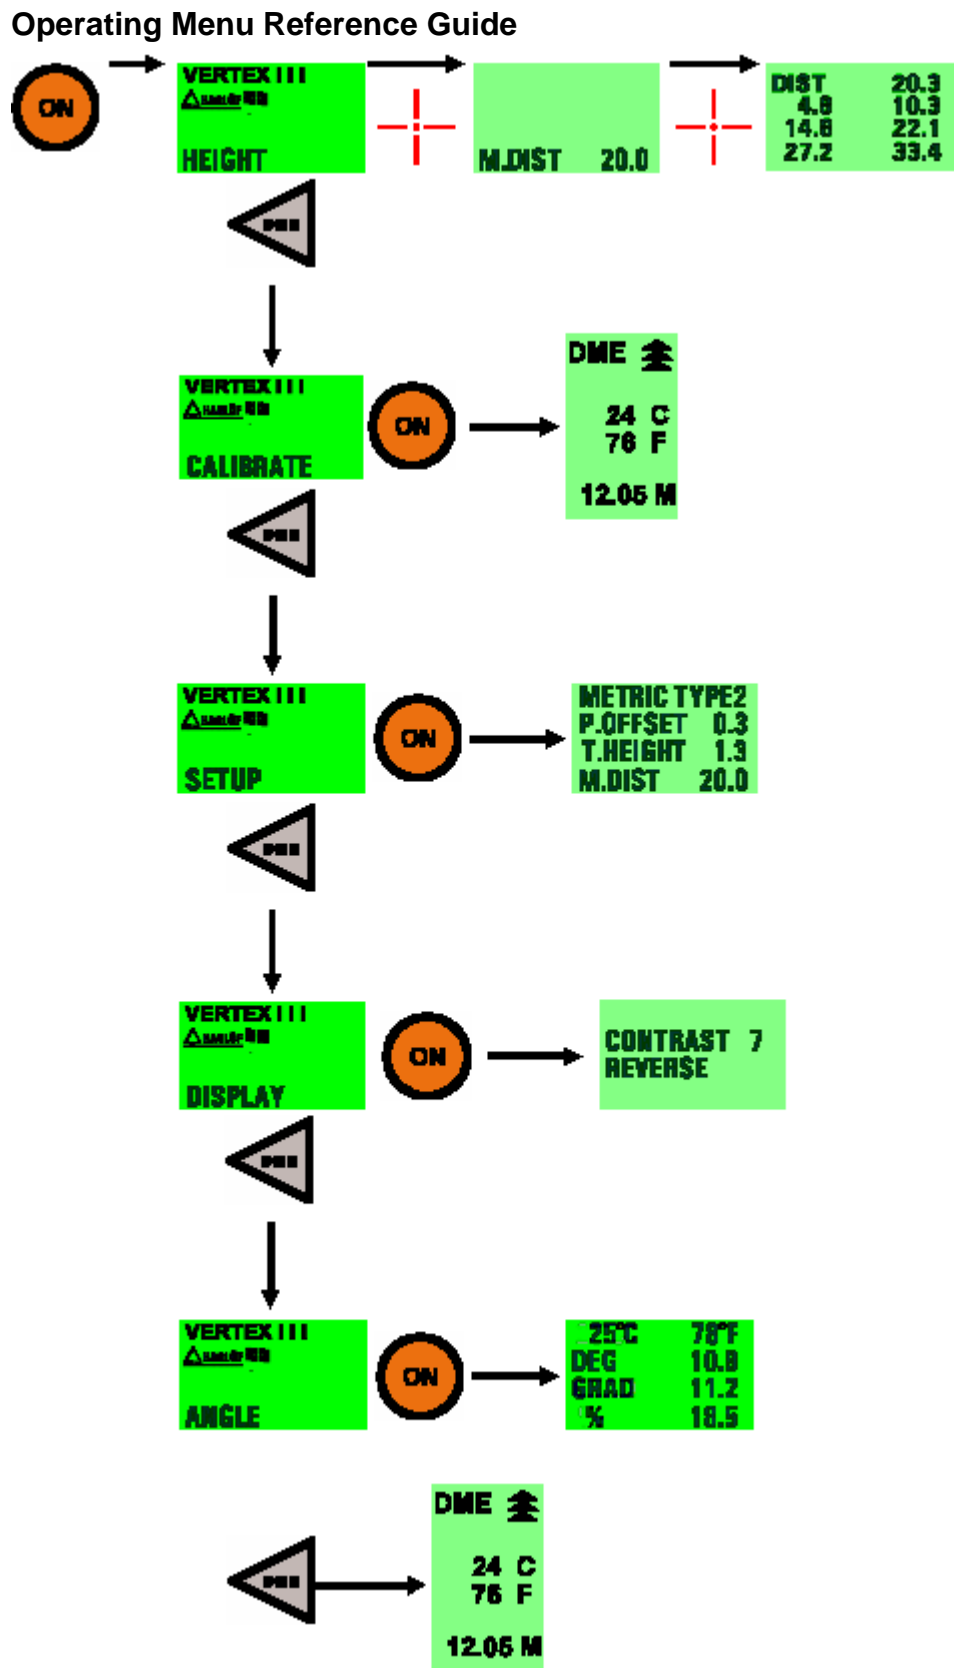 Operating Menu Reference Guide
ON
VERTEX III
HEIGHT
M.DIST 20.0
DIST 20.3
4.8 10.3
14.8 22.1
27.2 33.4
VERTEX III
CALIBRATE
ON
DME
24 C
76 F
12.05 M
VERTEX III
SETUP
ON
METRIC TYPE2
P.OFFSET 0.3
T.HEIGHT 1.3
M.DIST 20.0
VERTEX III
DISPLAY
ON
CONTRAST 7
REVERSE
VERTEX III
ANGLE
ON
25°C 78°F
DEG 10.8
GRAD 11.2
% 18.5
DME
24 C
76 F
12.05 M